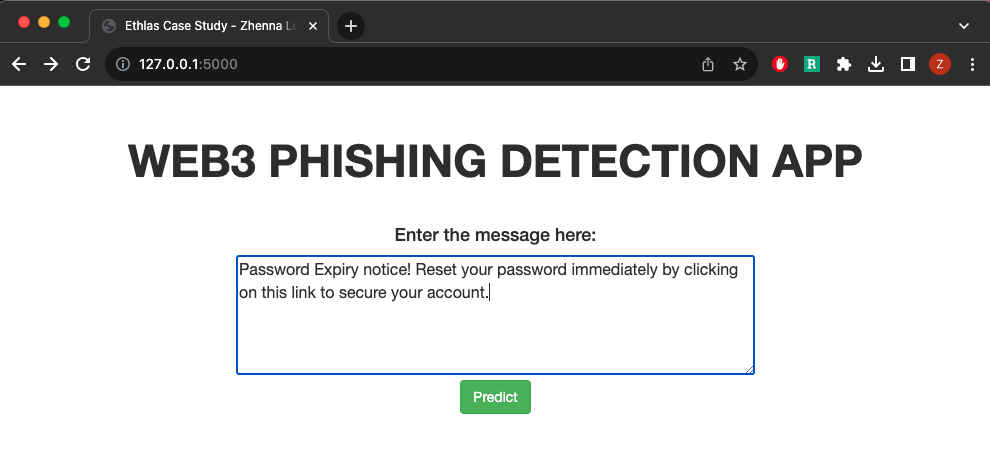 Ethlas Case Study - Zhenna
127.0.0.1:5000
R
Z
WEB3 PHISHING DETECTION APP
Enter the message here:
Password Expiry notice! Reset your password immediately by clicking
on this link to secure your account.
Predict